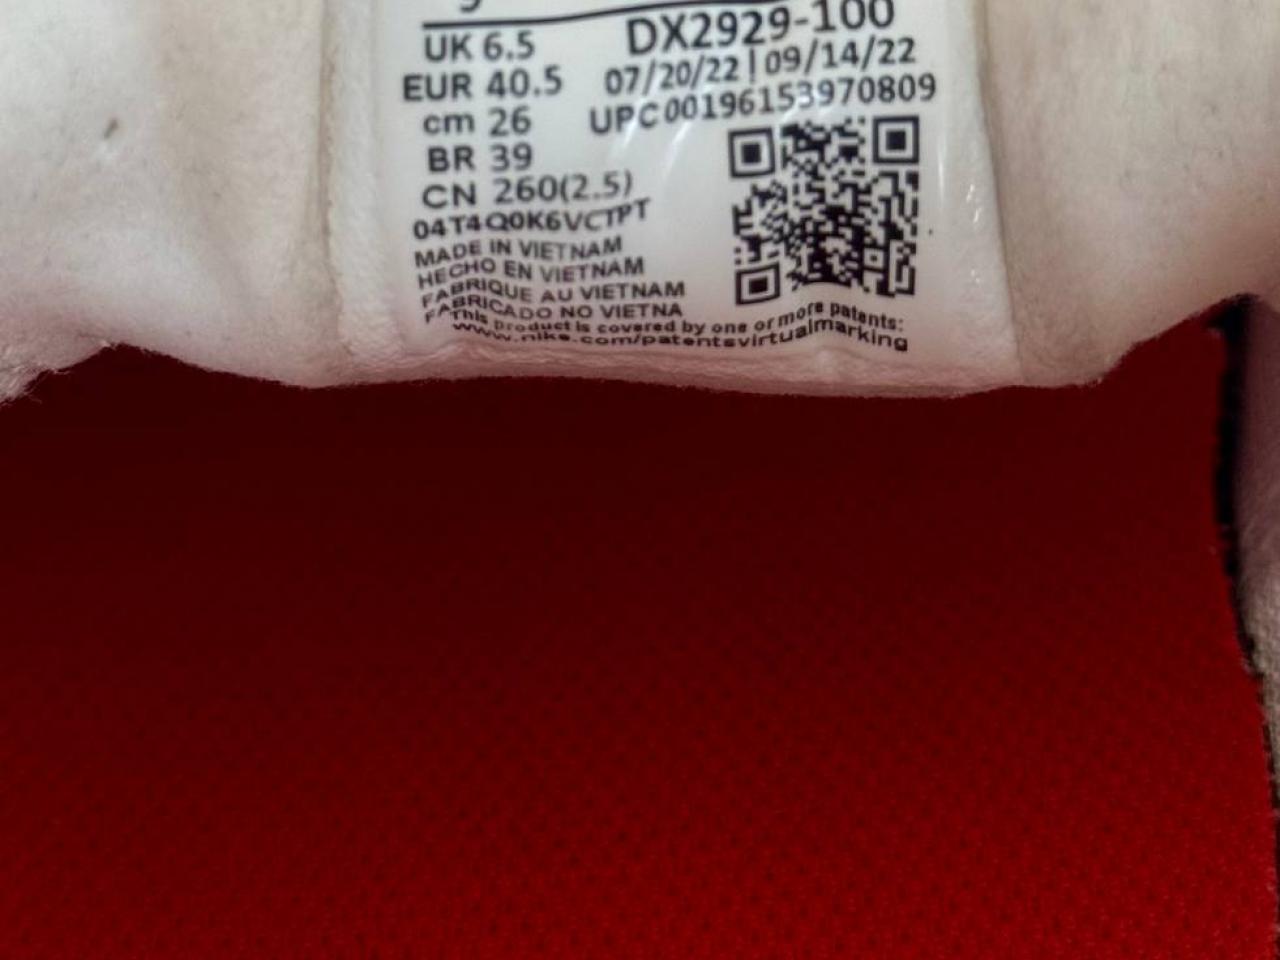 UK 6.5 DX2929-100
EUR 40.5 07/20/22 | 09/14/22
cm 26 UPC00196153970809
BR 39
CN 260(2.5)
04T4Q0K6VCTPT
MADE IN VIETNAM
HECHO EN VIETNAM
FABRIQUE AU VIETNAM
FABRICADO NO VIETNA
This product is covered by one or more patents:
www.nike.com/patentsvirtualmarking